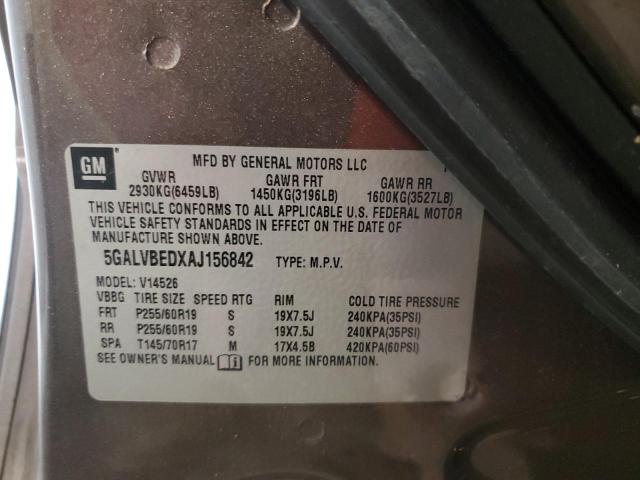 GM
MFD BY GENERAL MOTORS LLC
GVWR GAWR FRT GAWR RR
2930KG(6459LB) 1450KG(3196LB) 1600KG(3527LB)
THIS VEHICLE CONFORMS TO ALL APPLICABLE U.S. FEDERAL MOTOR
VEHICLE SAFETY STANDARDS IN EFFECT ON THE DATE OF
MANUFACTURE SHOWN ABOVE.
5GALVBEDXAJ156842 TYPE: M.P.V.
MODEL: V14526
VBBG TIRE SIZE SPEED RTG RIM COLD TIRE PRESSURE
FRT P255/60R19 S 19X7.5J 240KPA(35PSI)
RR P255/60R19 S 19X7.5J 240KPA(35PSI)
SPA T145/70R17 M 17X4.5B 420KPA(60PSI)
SEE OWNER'S MANUAL FOR MORE INFORMATION.